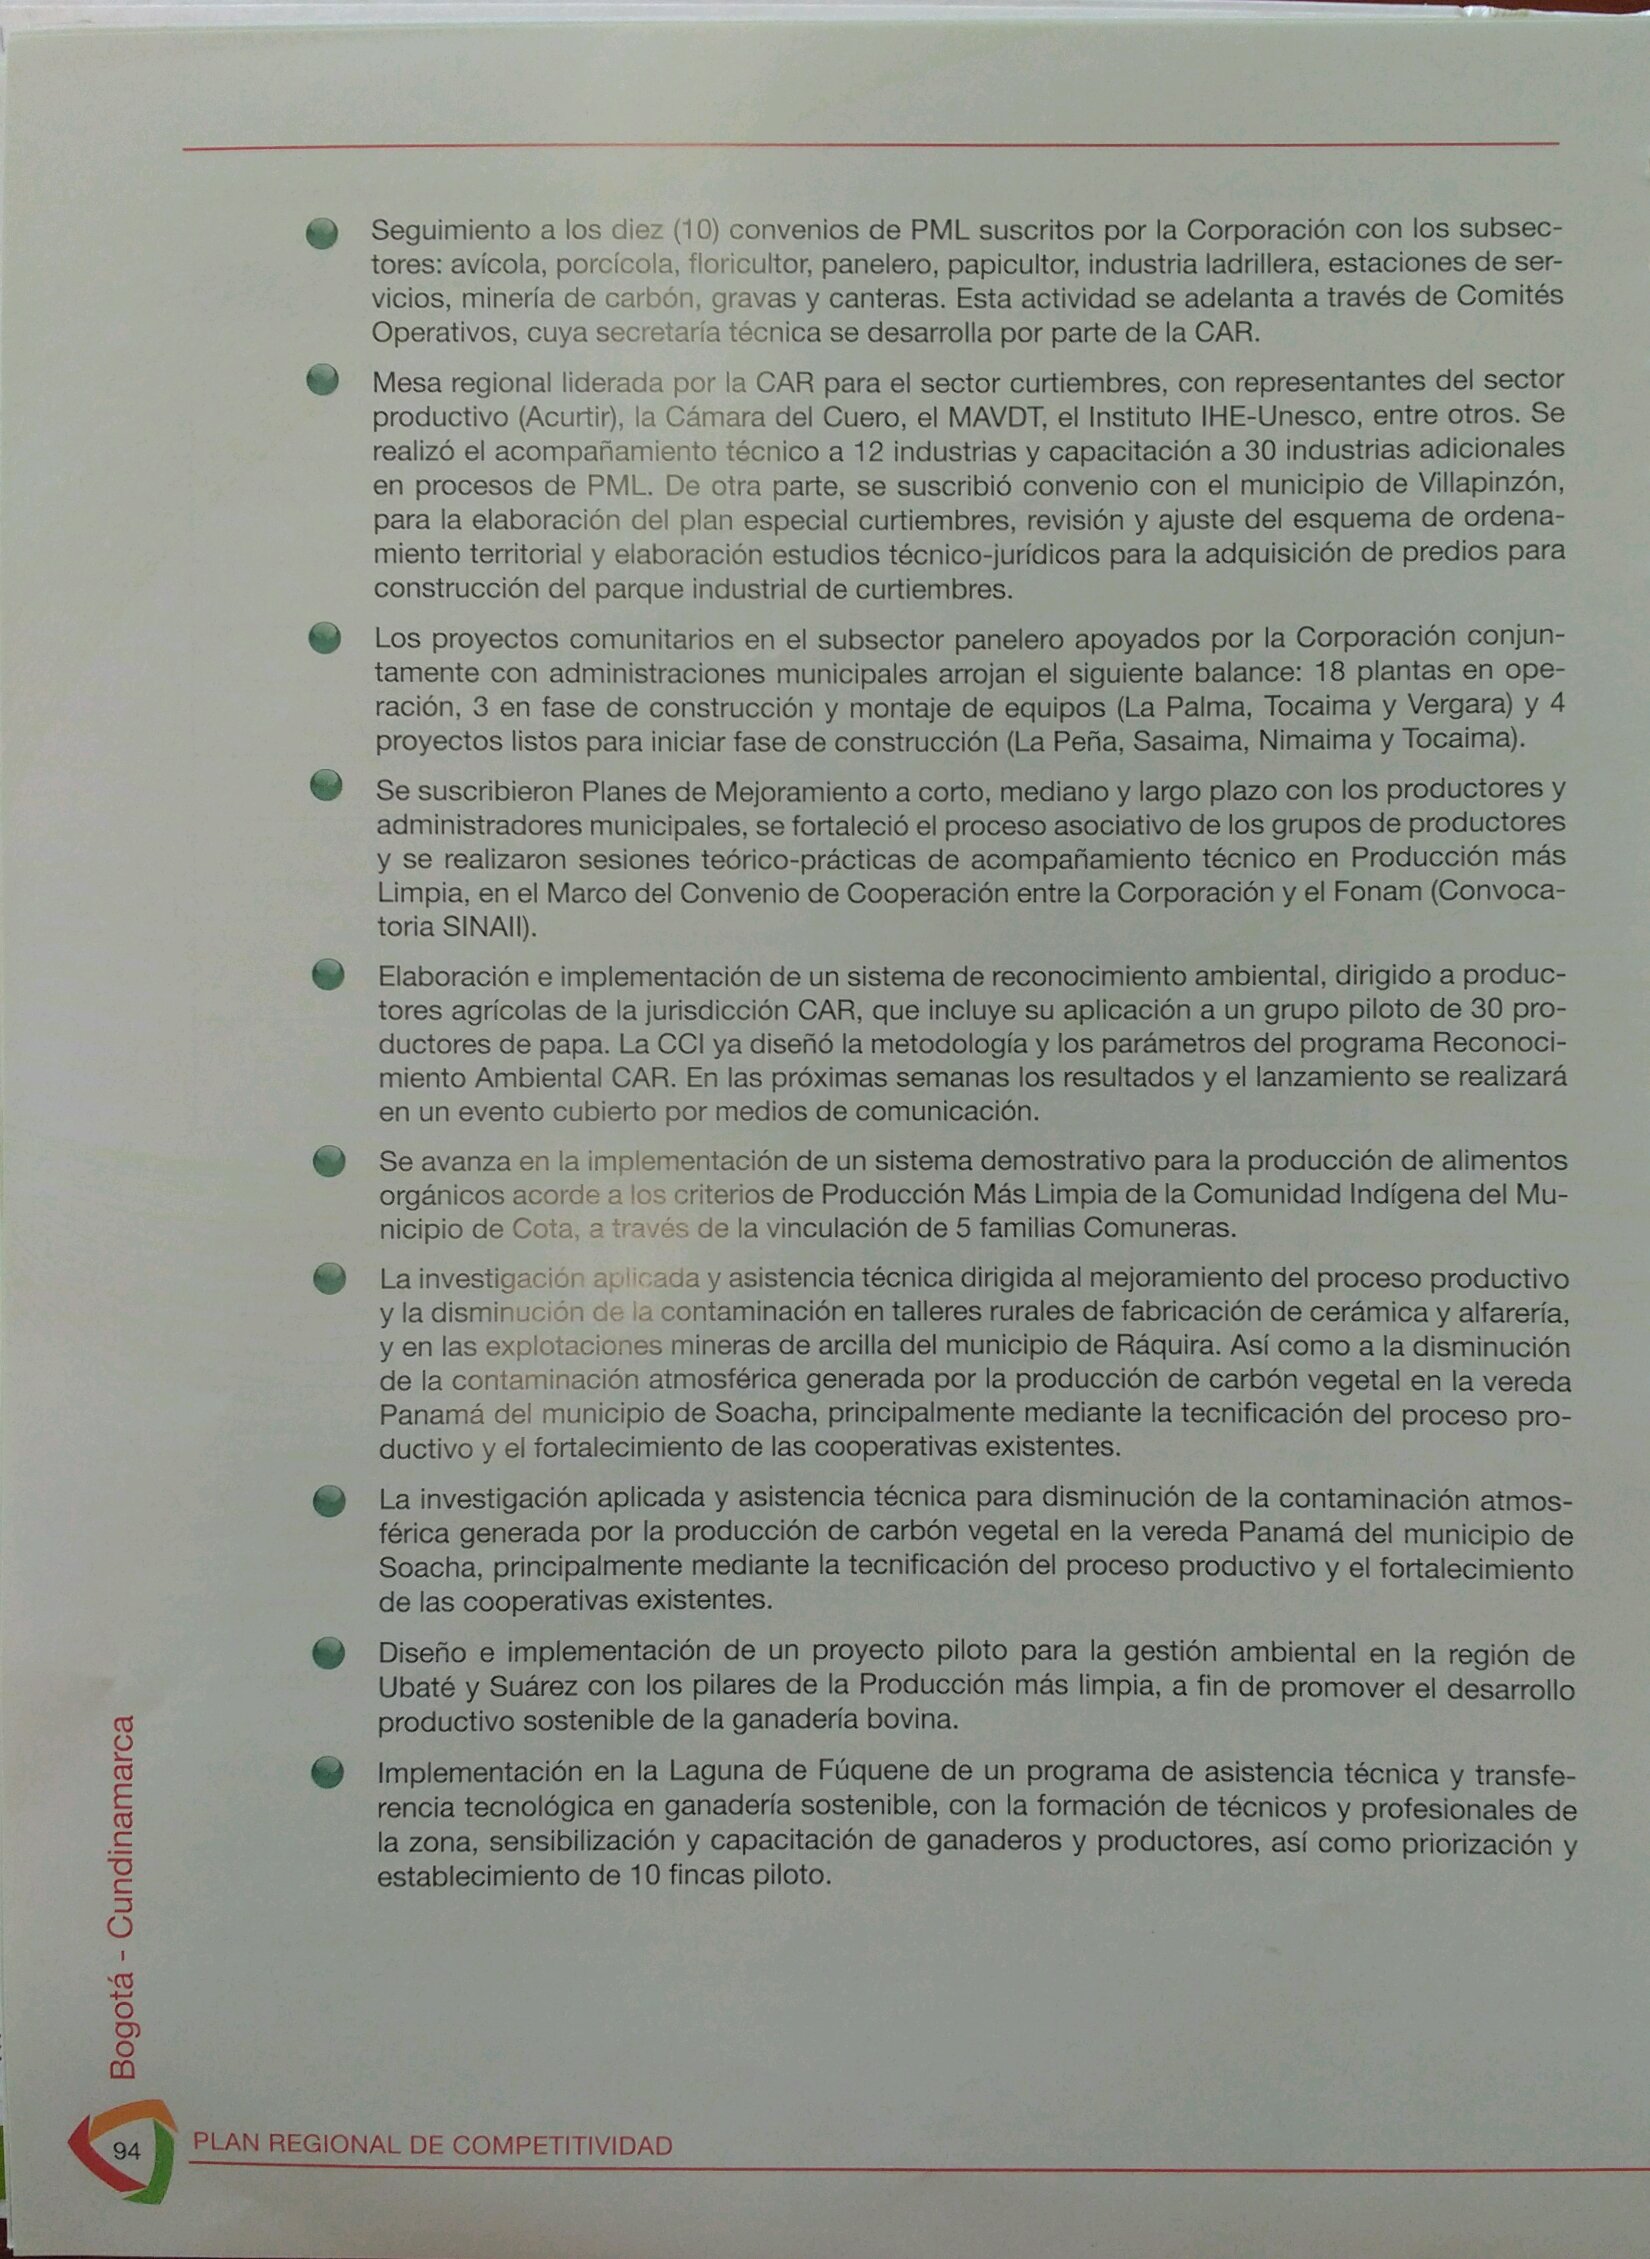 Seguimiento a los diez (10) convenios de PML suscritos por la Corporación con los subsec-
tores: avícola, porcícola, floricultor, panelero, papicultor, industria ladrillera, estaciones de ser-
vicios, minería de carbón, gravas y canteras. Esta actividad se adelanta a través de Comités
Operativos, cuya secretaría técnica se desarrolla por parte de la CAR.
Mesa regional liderada por la CAR para el sector curtiembres, con representantes del sector
productivo (Acurtir), la Cámara del Cuero, el MAVDT, el Instituto IHE-Unesco, entre otros. Se
realizó el acompañamiento técnico a 12 industrias y capacitación a 30 industrias adicionales
en procesos de PML. De otra parte, se suscribió convenio con el municipio de Villapinzón,
para la elaboración del plan especial curtiembres, revisión y ajuste del esquema de ordena-
miento territorial y elaboración estudios técnico-jurídicos para la adquisición de predios para
construcción del parque industrial de curtiembres.
Los proyectos comunitarios en el subsector panelero apoyados por la Corporación conjun-
tamente con administraciones municipales arrojan el siguiente balance: 18 plantas en ope-
ración, 3 en fase de construcción y montaje de equipos (La Palma, Tocaima y Vergara) y 4
proyectos listos para iniciar fase de construcción (La Peña, Sasaima, Nimaima y Tocaima).
Se suscribieron Planes de Mejoramiento a corto, mediano y largo plazo con los productores y
administradores municipales, se fortaleció el proceso asociativo de los grupos de productores
y se realizaron sesiones teórico-prácticas de acompañamiento técnico en Producción más
Limpia, en el Marco del Convenio de Cooperación entre la Corporación y el Fonam (Convoca-
toria SINAII).
Elaboración e implementación de un sistema de reconocimiento ambiental, dirigido a produc-
tores agrícolas de la jurisdicción CAR, que incluye su aplicación a un grupo piloto de 30 pro-
ductores de papa. La CCI ya diseñó la metodología y los parámetros del programa Reconoci-
miento Ambiental CAR. En las próximas semanas los resultados y el lanzamiento se realizará
en un evento cubierto por medios de comunicación.
Se avanza en la implementación de un sistema demostrativo para la producción de alimentos
orgánicos acorde a los criterios de Producción Más Limpia de la Comunidad Indígena del Mu-
nicipio de Cota, a través de la vinculación de 5 familias Comuneras.
La investigación aplicada y asistencia técnica dirigida al mejoramiento del proceso productivo
y la disminución de la contaminación en talleres rurales de fabricación de cerámica y alfarería,
y en las explotaciones mineras de arcilla del municipio de Ráquira. Así como a la disminución
de la contaminación atmosférica generada por la producción de carbón vegetal en la vereda
Panamá del municipio de Soacha, principalmente mediante la tecnificación del proceso pro-
ductivo y el fortalecimiento de las cooperativas existentes.
La investigación aplicada y asistencia técnica para disminución de la contaminación atmos-
férica generada por la producción de carbón vegetal en la vereda Panamá del municipio de
Soacha, principalmente mediante la tecnificación del proceso productivo y el fortalecimiento
de las cooperativas existentes.
Diseño e implementación de un proyecto piloto para la gestión ambiental en la región de
Ubaté y Suárez con los pilares de la Producción más limpia, a fin de promover el desarrollo
productivo sostenible de la ganadería bovina.
Implementación en la Laguna de Fúquene de un programa de asistencia técnica y transfe-
rencia tecnológica en ganadería sostenible, con la formación de técnicos y profesionales de
la zona, sensibilización y capacitación de ganaderos y productores, así como priorización y
establecimiento de 10 fincas piloto.
Bogotá - Cundinamarca
94
PLAN REGIONAL DE COMPETITIVIDAD